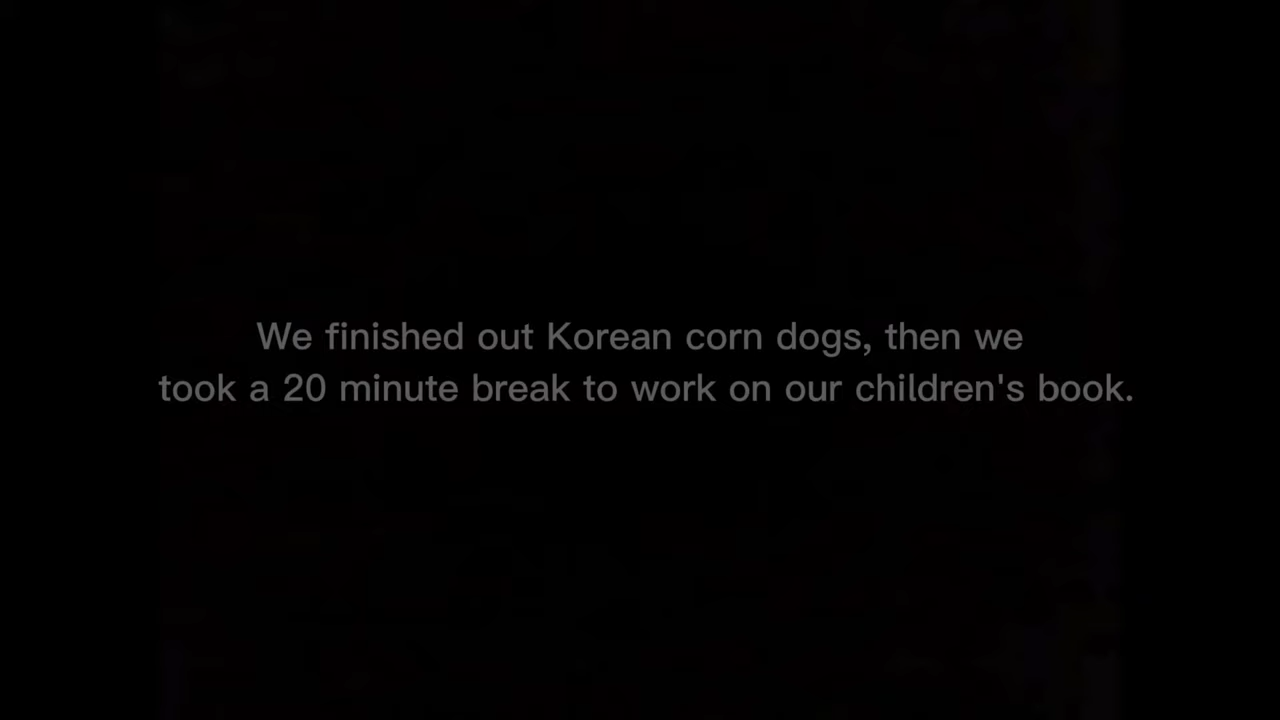 We finished out Korean corn dogs, then we
took a 20 minute break to work on our children's book.